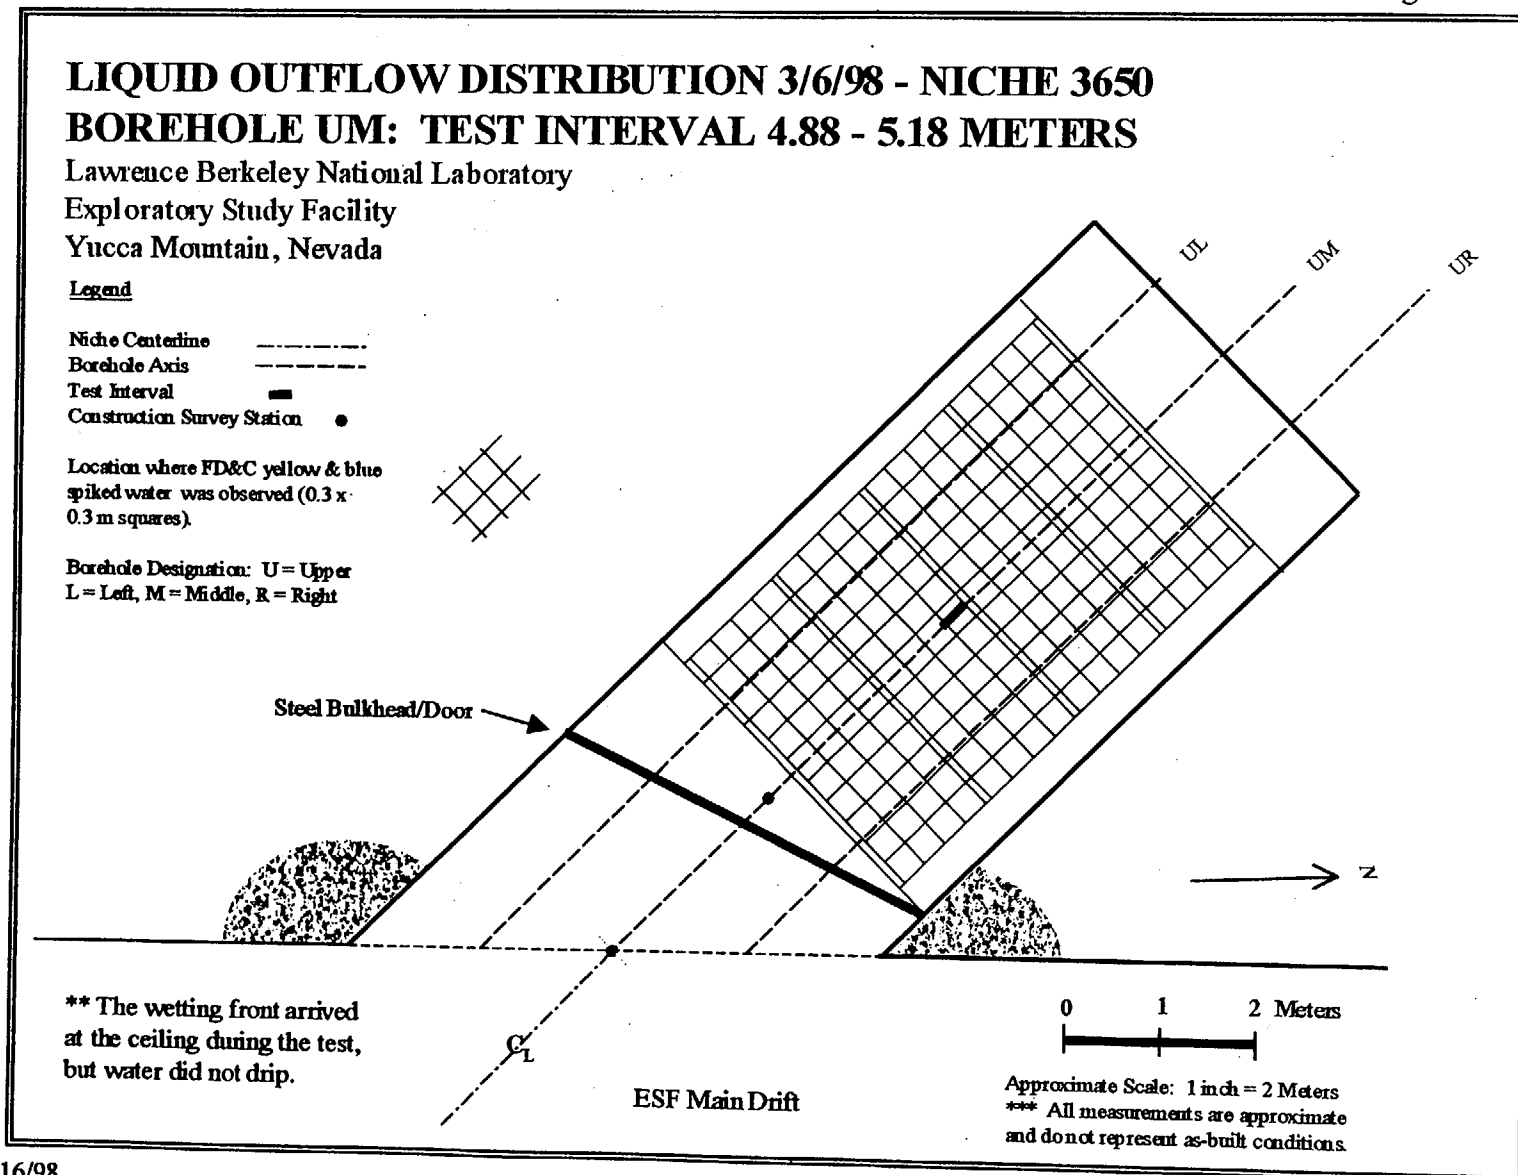 LIQUID OUTFLOW DISTRIBUTION 3/6/98 - NICHE 3650
BOREHOLE UM: TEST INTERVAL 4.88 - 5.18 METERS
Lawrence Berkeley National Laboratory
Exploratory Study Facility
Yucca Mountain, Nevada
Legend
Niche Centerline
Borehole Axis
Test Interval
Construction Survey Station
Location where FD&C yellow & blue
spiked water was observed (0.3 x
0.3 m squares).
Borehole Designation: U = Upper
L = Left, M = Middle, R = Right
UL
UM
UR
Steel Bulkhead/Door
N
** The wetting front arrived
at the ceiling during the test,
but water did not drip.
CL
ESF Main Drift
0 1 2 Meters
Approximate Scale: 1 inch = 2 Meters
*** All measurements are approximate
and do not represent as-built conditions.
16/98